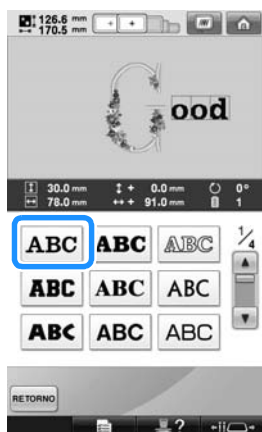 126.6 mm
170.5 mm
Good
30.0 mm + 0.0 mm 0°
78.0 mm + 91.0 mm 1
ABC ABC ABC 1/4
ABC ABC ABC
ABC ABC ABC
RETORNO
?